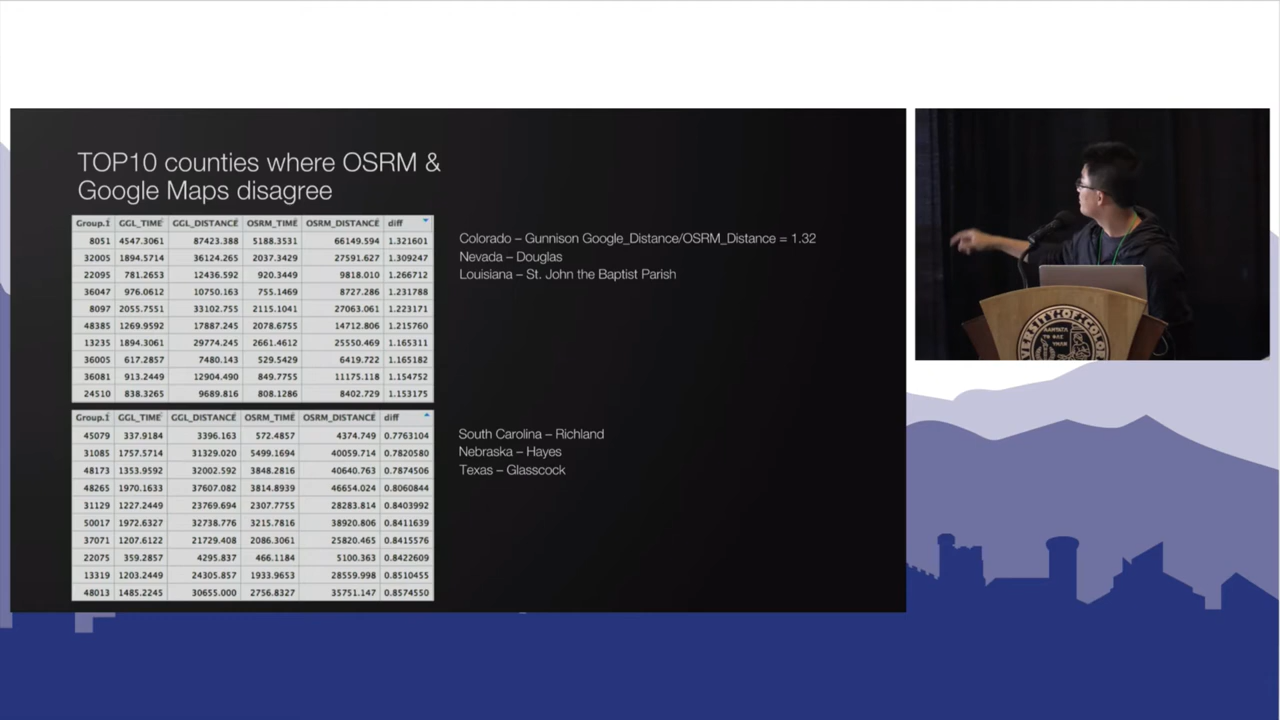 TOP10 counties where OSRM &
Google Maps disagree
Group.1 GGL_TIME GGL_DISTANCE OSRM_TIME OSRM_DISTANCE diff
8051 4547.3061 87423.388 5188.3531 66149.594 1.321601
32005 1894.5714 36124.265 2037.3429 27591.627 1.309247
22095 781.2653 12436.592 920.3449 9818.010 1.266712
36047 976.0612 10750.163 755.1469 8727.286 1.231788
8097 2055.7551 33102.755 2115.1041 27063.061 1.223171
48385 1269.9592 17887.245 2078.6755 14712.806 1.215760
13235 1894.3061 29774.245 2661.4612 25550.469 1.165311
36005 617.2857 7480.143 529.5429 6419.722 1.165182
36081 913.2449 12904.490 849.7755 11175.118 1.154752
24510 838.3265 9689.816 808.1286 8402.729 1.153175
Colorado – Gunnison Google_Distance/OSRM_Distance = 1.32
Nevada – Douglas
Louisiana – St. John the Baptist Parish
Group.1 GGL_TIME GGL_DISTANCE OSRM_TIME OSRM_DISTANCE diff
45079 337.9184 3396.163 572.4857 4374.749 0.7763104
31085 1757.5714 31329.020 5499.1694 40059.714 0.7820580
48173 1353.9592 32002.592 3848.2816 40640.763 0.7874506
48265 1970.1633 37607.082 3814.8939 46654.024 0.8060844
31129 1227.2449 23769.694 2307.7755 28283.814 0.8403992
50017 1972.6327 32738.776 3215.7816 38920.806 0.8411639
37071 1207.6122 21729.408 2086.3061 25820.465 0.8415576
22075 359.2857 4295.837 466.1184 5100.363 0.8422609
13319 1203.2449 24305.857 1933.9653 28559.998 0.8510455
48013 1485.2245 30655.000 2756.8327 35751.147 0.8574550
South Carolina – Richland
Nebraska – Hayes
Texas – Glasscock